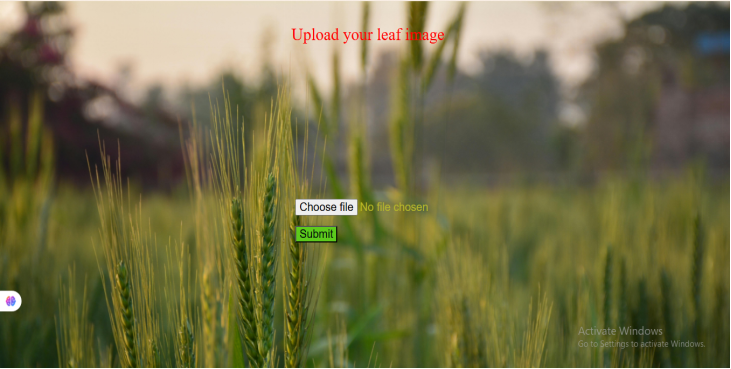 Upload your leaf image
Choose file No file chosen
Submit
Activate Windows
Go to Settings to activate Windows.